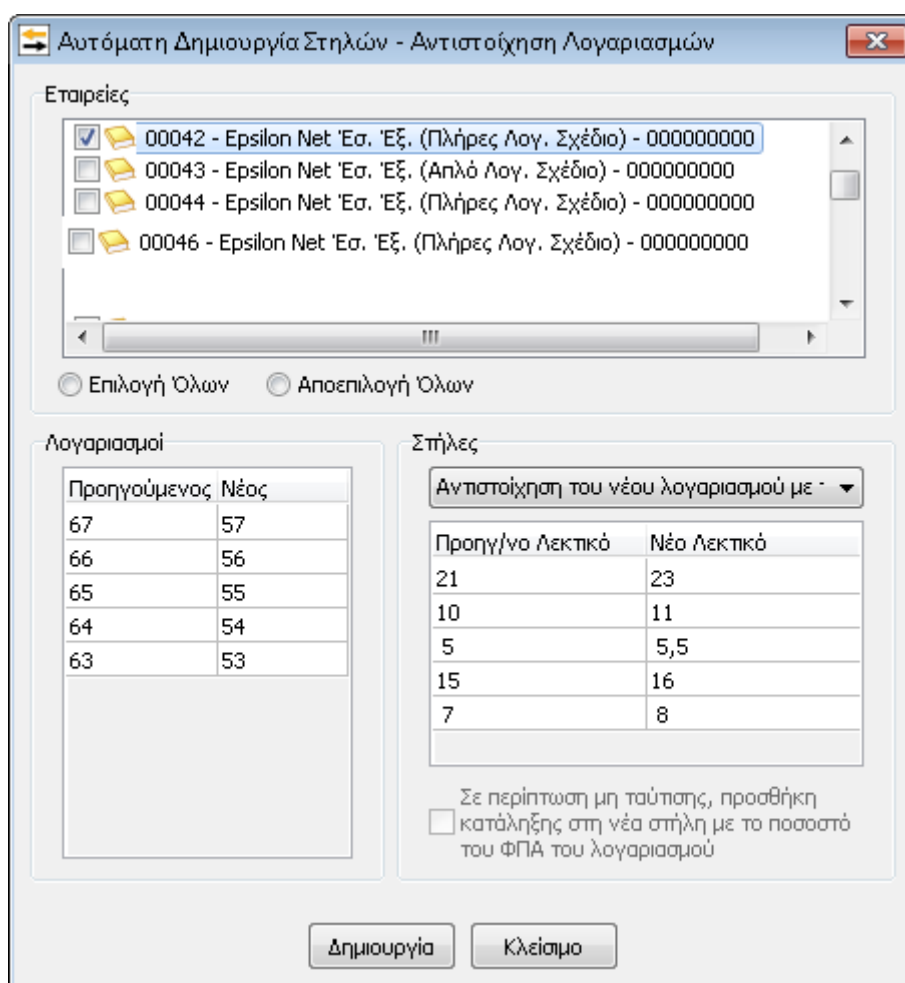 Αυτόματη Δημιουργία Στηλών - Αντιστοίχηση Λογαριασμών
Εταιρείες
00042 - Epsilon Net Έσ. Έξ. (Πλήρες Λογ. Σχέδιο) - 000000000
00043 - Epsilon Net Έσ. Έξ. (Απλό Λογ. Σχέδιο) - 000000000
00044 - Epsilon Net Έσ. Έξ. (Πλήρες Λογ. Σχέδιο) - 000000000
00046 - Epsilon Net Έσ. Έξ. (Πλήρες Λογ. Σχέδιο) - 000000000
Επιλογή Όλων Αποεπιλογή Όλων
Λογαριασμοί
Προηγούμενος Νέος
67 57
66 56
65 55
64 54
63 53
Στήλες
Αντιστοίχηση του νέου λογαριασμού με
Προηγ/νο Λεκτικό Νέο Λεκτικό
21 23
10 11
5 5,5
15 16
7 8
Σε περίπτωση μη ταύτισης, προσθήκη
κατάληξης στη νέα στήλη με το ποσοστό
του ΦΠΑ του λογαριασμού
Δημιουργία Κλείσιμο